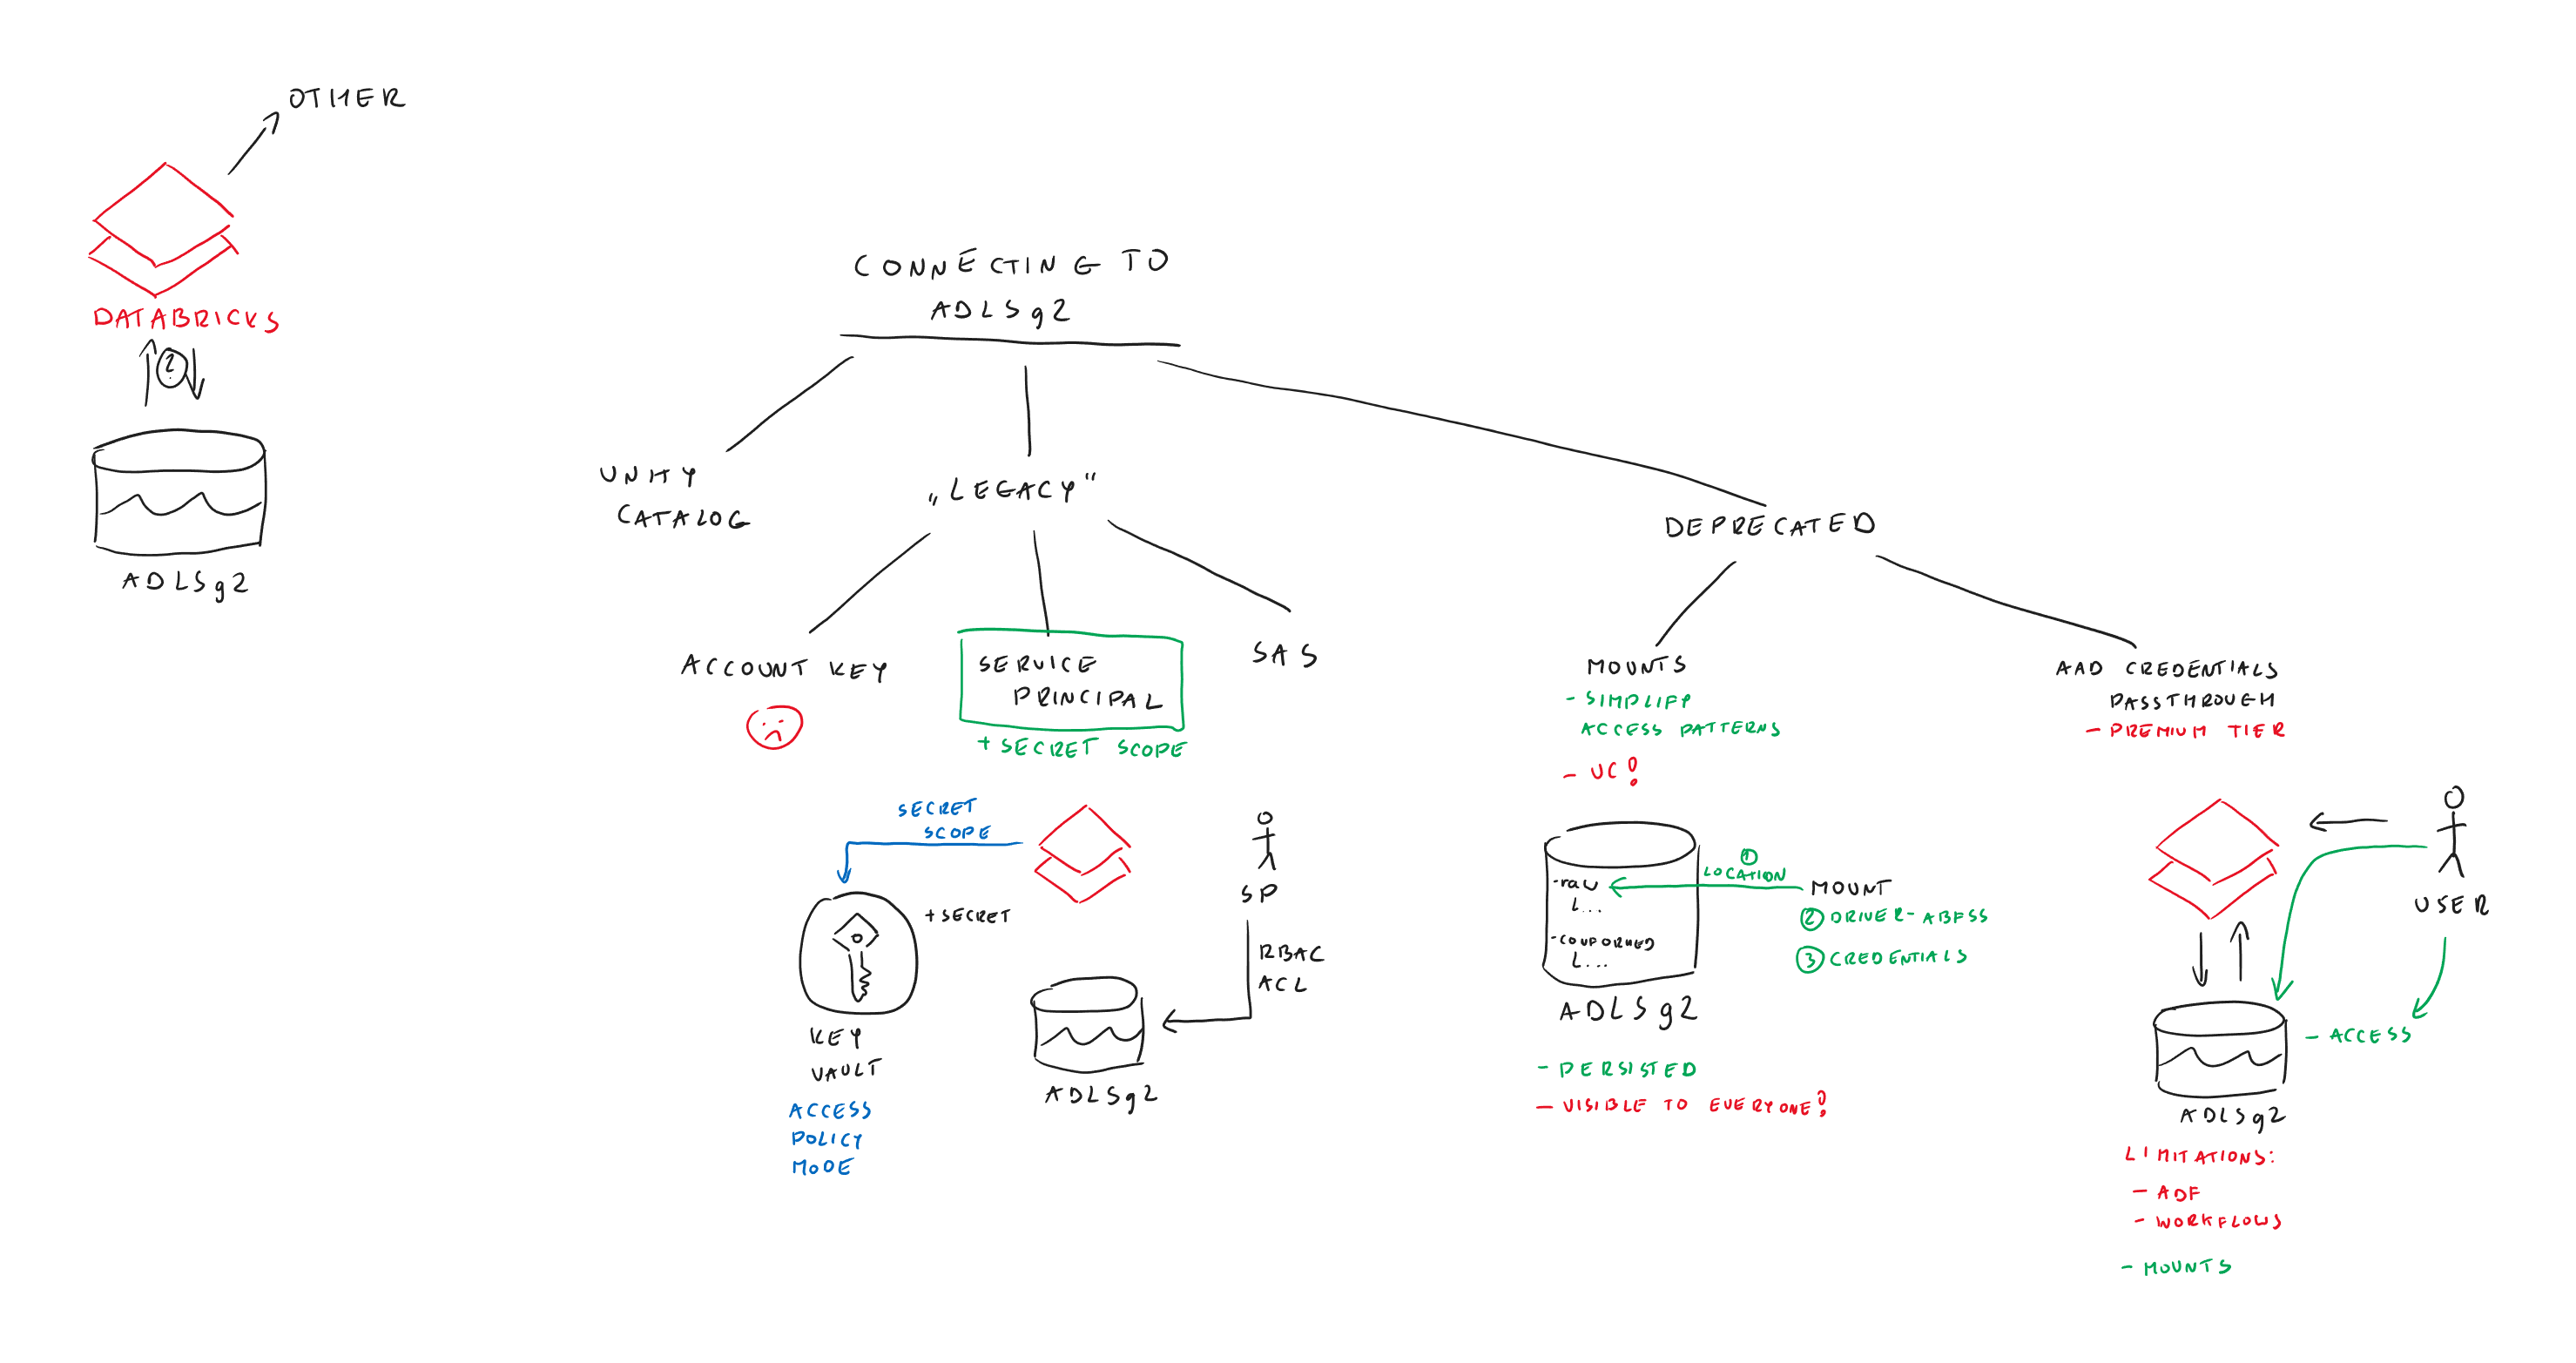 OTHER
DATABRICKS
?
ADLSg2
CONNECTING TO
ADLSg2
UNITY
CATALOG
„LEGACY"
DEPRECATED
ACCOUNT KEY
SERVICE
PRINCIPAL
+ SECRET SCOPE
SAS
MOUNTS
- SIMPLIFY
ACCESS PATTERNS
- UC!
AAD CREDENTIALS
PASSTHROUGH
- PREMIUM TIER
SECRET
SCOPE
+ SECRET
KEY
VAULT
ACCESS
POLICY
MODE
SP
RBAC
ACL
ADLSg2
- raw
L...
- CONFORMED
L...
1
LOCATION
MOUNT
2 DRIVER - ABFSS
3 CREDENTIALS
ADLSg2
- PERSISTED
- VISIBLE TO EVERYONE!
USER
- ACCESS
ADLSg2
LIMITATIONS:
- ADF
- WORKFLOWS
- MOUNTS